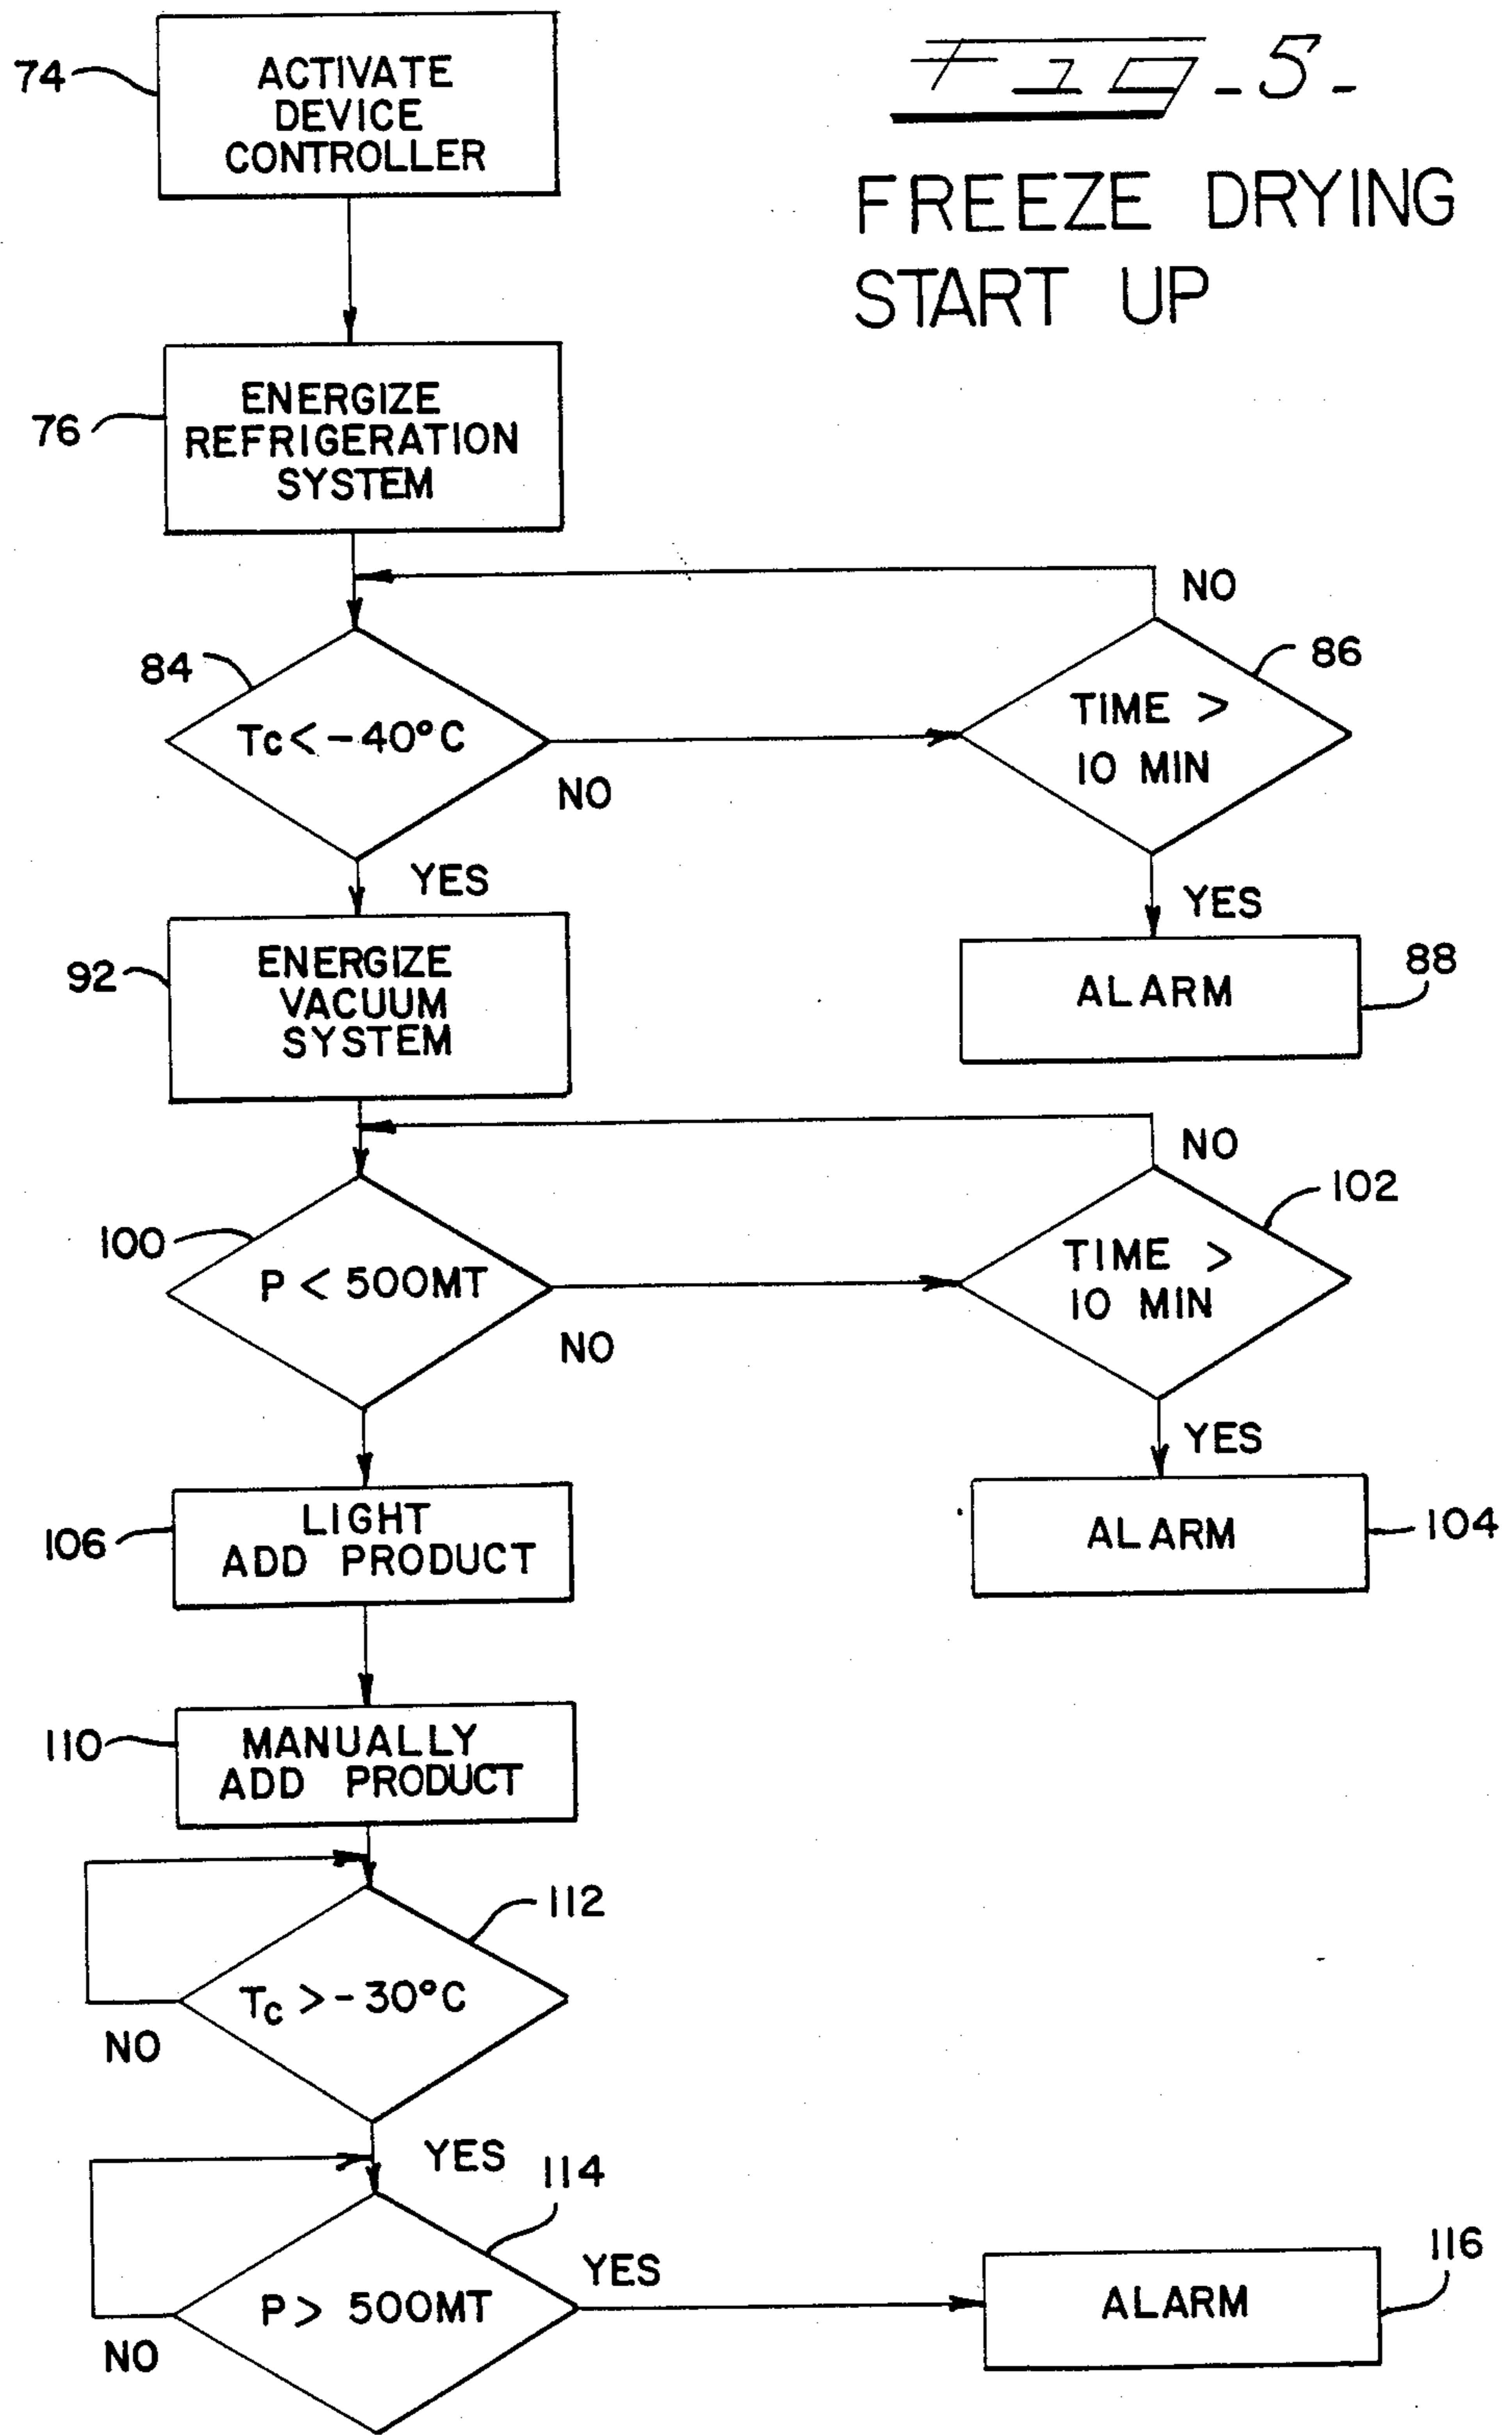 Fig-5-
FREEZE DRYING
START UP
74
ACTIVATE
DEVICE
CONTROLLER
76
ENERGIZE
REFRIGERATION
SYSTEM
NO
84
Tc < -40°C
NO
86
TIME >
10 MIN
YES
YES
92
ENERGIZE
VACUUM
SYSTEM
ALARM
88
NO
100
P < 500MT
NO
102
TIME >
10 MIN
YES
106
LIGHT
ADD PRODUCT
ALARM
104
110
MANUALLY
ADD PRODUCT
112
Tc > -30°C
NO
YES
114
P > 500MT
YES
NO
ALARM
116